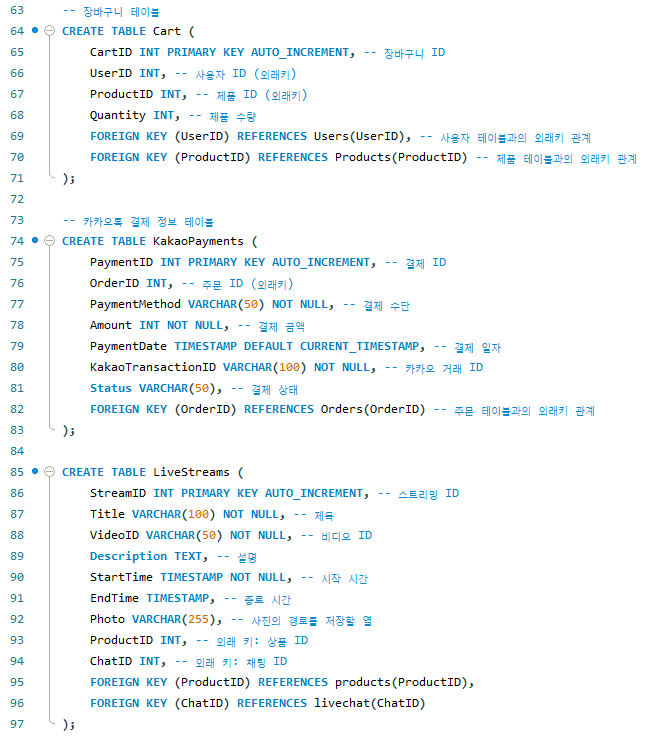 63 -- 장바구니 테이블
64 CREATE TABLE Cart (
65 CartID INT PRIMARY KEY AUTO_INCREMENT, -- 장바구니 ID
66 UserID INT, -- 사용자 ID (외래키)
67 ProductID INT, -- 제품 ID (외래키)
68 Quantity INT, -- 제품 수량
69 FOREIGN KEY (UserID) REFERENCES Users(UserID), -- 사용자 테이블과의 외래키 관계
70 FOREIGN KEY (ProductID) REFERENCES Products(ProductID) -- 제품 테이블과의 외래키 관계
71 );
72
73 -- 카카오톡 결제 정보 테이블
74 CREATE TABLE KakaoPayments (
75 PaymentID INT PRIMARY KEY AUTO_INCREMENT, -- 결제 ID
76 OrderID INT, -- 주문 ID (외래키)
77 PaymentMethod VARCHAR(50) NOT NULL, -- 결제 수단
78 Amount INT NOT NULL, -- 결제 금액
79 PaymentDate TIMESTAMP DEFAULT CURRENT_TIMESTAMP, -- 결제 일자
80 KakaoTransactionID VARCHAR(100) NOT NULL, -- 카카오 거래 ID
81 Status VARCHAR(50), -- 결제 상태
82 FOREIGN KEY (OrderID) REFERENCES Orders(OrderID) -- 주문 테이블과의 외래키 관계
83 );
84
85 CREATE TABLE LiveStreams (
86 StreamID INT PRIMARY KEY AUTO_INCREMENT, -- 스트리밍 ID
87 Title VARCHAR(100) NOT NULL, -- 제목
88 VideoID VARCHAR(50) NOT NULL, -- 비디오 ID
89 Description TEXT, -- 설명
90 StartTime TIMESTAMP NOT NULL, -- 시작 시간
91 EndTime TIMESTAMP, -- 종료 시간
92 Photo VARCHAR(255), -- 사진의 경로를 저장할 열
93 ProductID INT, -- 외래 키: 상품 ID
94 ChatID INT, -- 외래 키: 채팅 ID
95 FOREIGN KEY (ProductID) REFERENCES products(ProductID),
96 FOREIGN KEY (ChatID) REFERENCES livechat(ChatID)
97 );